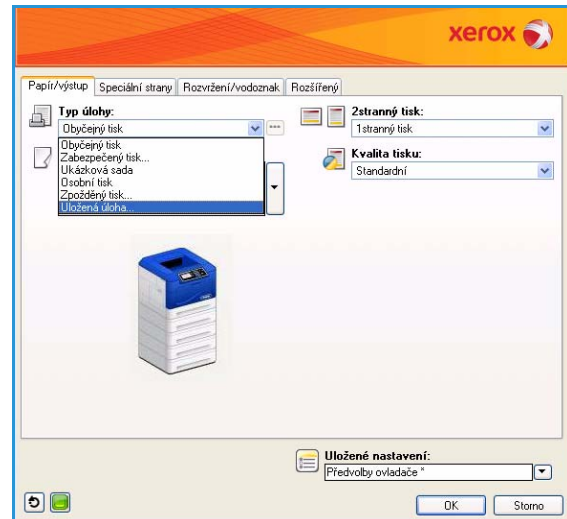 xerox
Papír/výstup Speciální strany Rozvržení/vodoznak Rozšířený
Typ úlohy:
Obyčejný tisk
Obyčejný tisk
Zabezpečený tisk...
Ukázková sada
Osobní tisk
Zpožděný tisk...
Uložená úloha...
2stranný tisk:
1stranný tisk
Kvalita tisku:
Standardní
Uložené nastavení:
Předvolby ovladače *
OK Storno